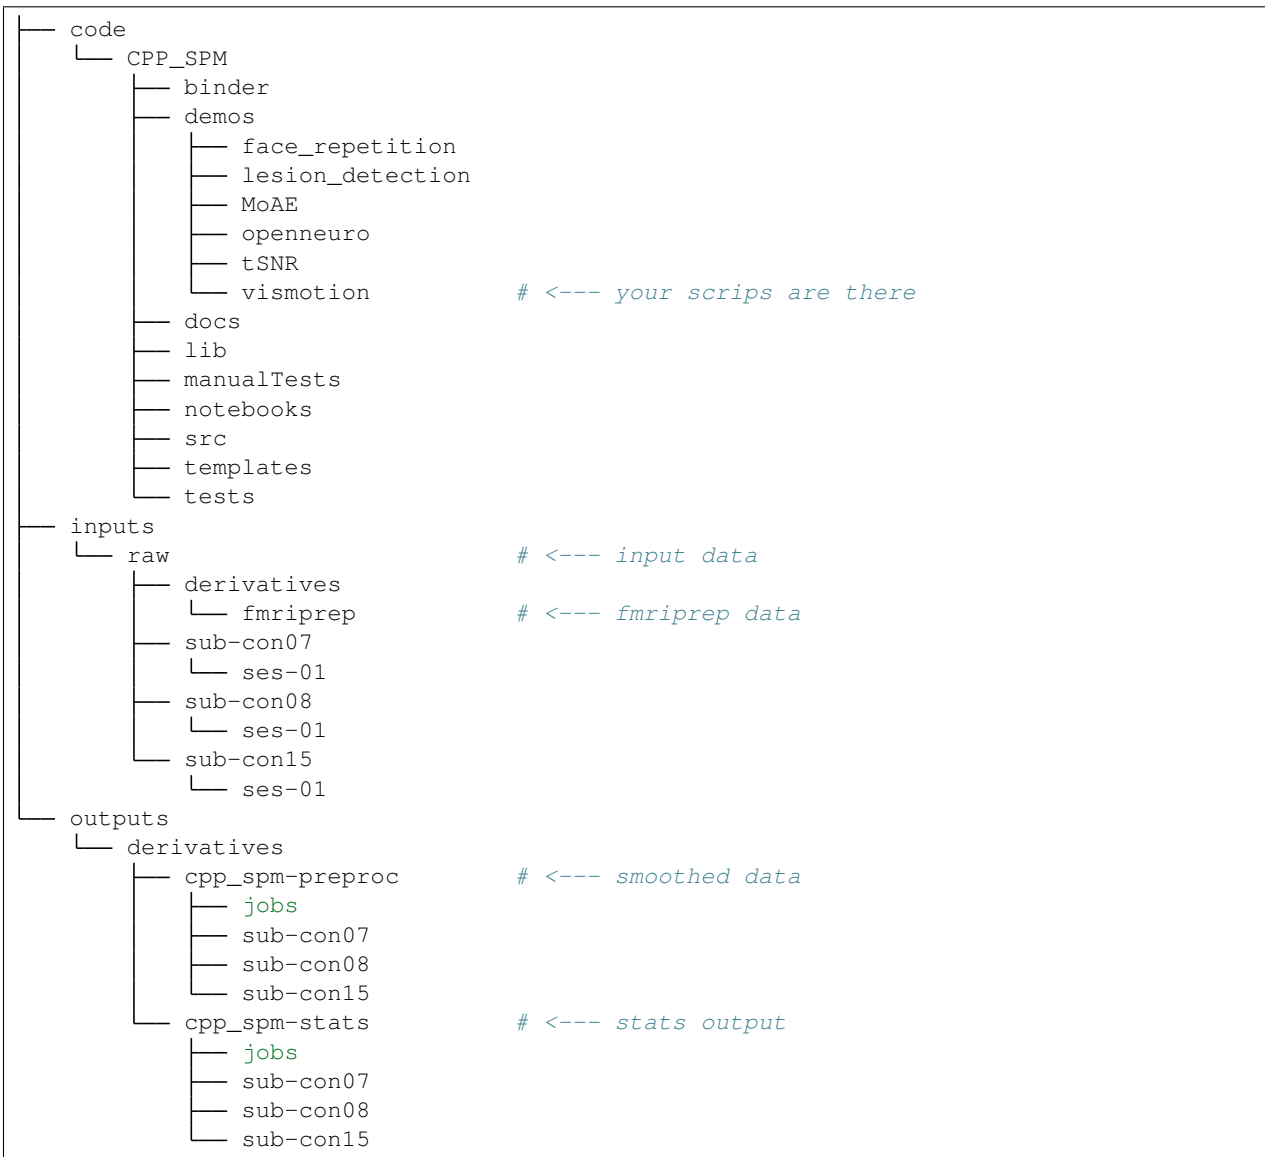 ├── code
│   └── CPP_SPM
│       ├── binder
│       ├── demos
│       │   ├── face_repetition
│       │   ├── lesion_detection
│       │   ├── MoAE
│       │   ├── openneuro
│       │   ├── tSNR
│       │   └── vismotion          # <--- your scrips are there
│       ├── docs
│       ├── lib
│       ├── manualTests
│       ├── notebooks
│       ├── src
│       ├── templates
│       └── tests
├── inputs
│   └── raw                        # <--- input data
│       ├── derivatives
│       │   └── fmriprep           # <--- fmriprep data
│       ├── sub-con07
│       │   └── ses-01
│       ├── sub-con08
│       │   └── ses-01
│       └── sub-con15
│           └── ses-01
└── outputs
    └── derivatives
        ├── cpp_spm-preproc        # <--- smoothed data
        │   ├── jobs
        │   ├── sub-con07
        │   ├── sub-con08
        │   └── sub-con15
        └── cpp_spm-stats          # <--- stats output
            ├── jobs
            ├── sub-con07
            ├── sub-con08
            └── sub-con15